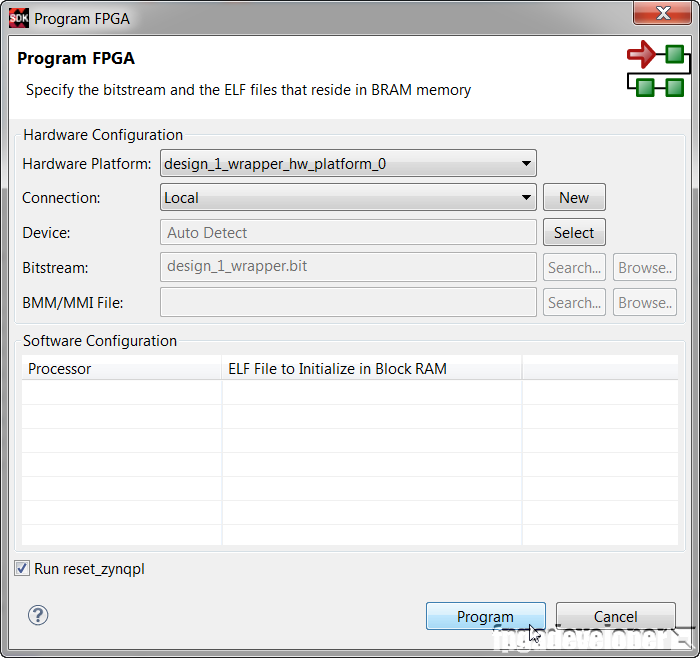 SDK Program FPGA
Program FPGA
Specify the bitstream and the ELF files that reside in BRAM memory
Hardware Configuration
Hardware Platform: design_1_wrapper_hw_platform_0
Connection: Local New
Device: Auto Detect Select
Bitstream: design_1_wrapper.bit Search... Browse..
BMM/MMI File: Search... Browse..
Software Configuration
Processor ELF File to Initialize in Block RAM
Run reset_zynqpl
? Program Cancel
fpgadeveloper